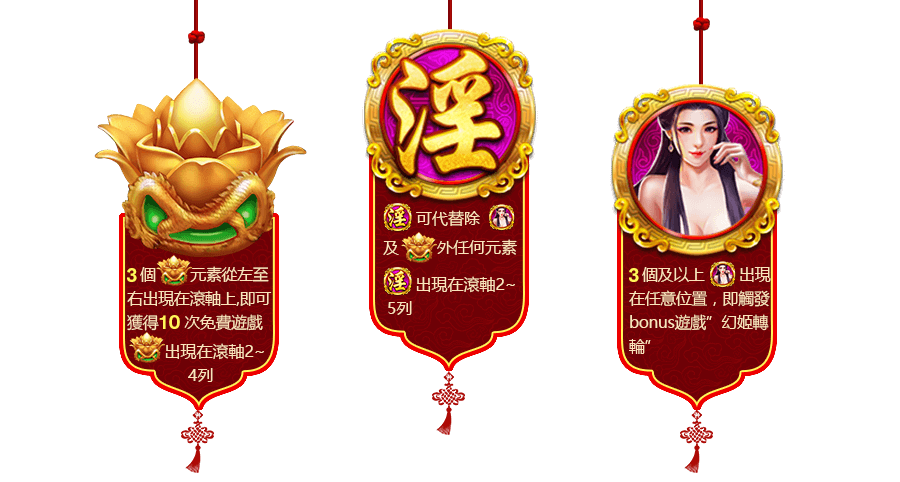 3個元素從左至
右出現在滾軸上,即可
獲得10次免費遊戲
出現在滾軸2~
4列
淫
淫可代替除
及外任何元素
淫出現在滾軸2~
5列
3個及以上出現
在任意位置，即觸發
bonus遊戲”幻姬轉
輪”